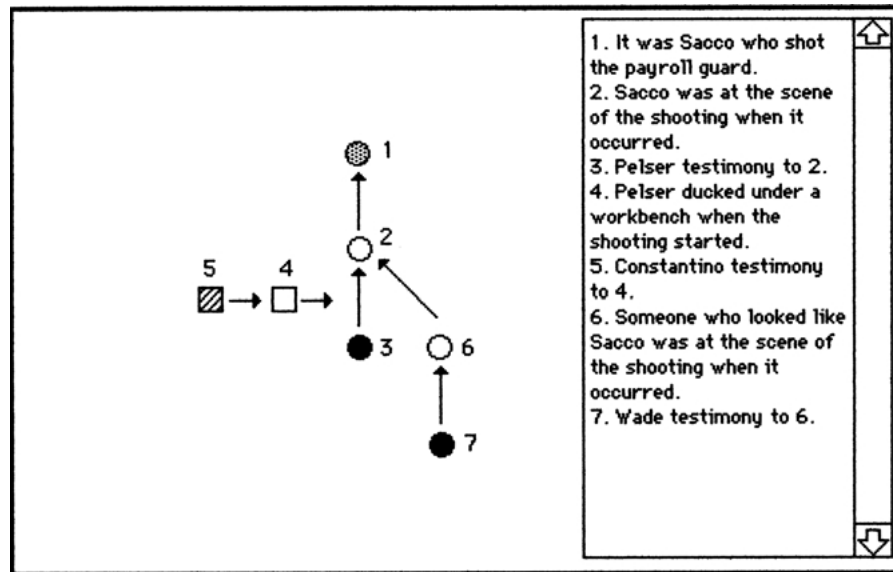 1
2
5
4
3
6
7
1. It was Sacco who shot
the payroll guard.
2. Sacco was at the scene
of the shooting when it
occurred.
3. Pelser testimony to 2.
4. Pelser ducked under a
workbench when the
shooting started.
5. Constantino testimony
to 4.
6. Someone who looked like
Sacco was at the scene of
the shooting when it
occurred.
7. Wade testimony to 6.